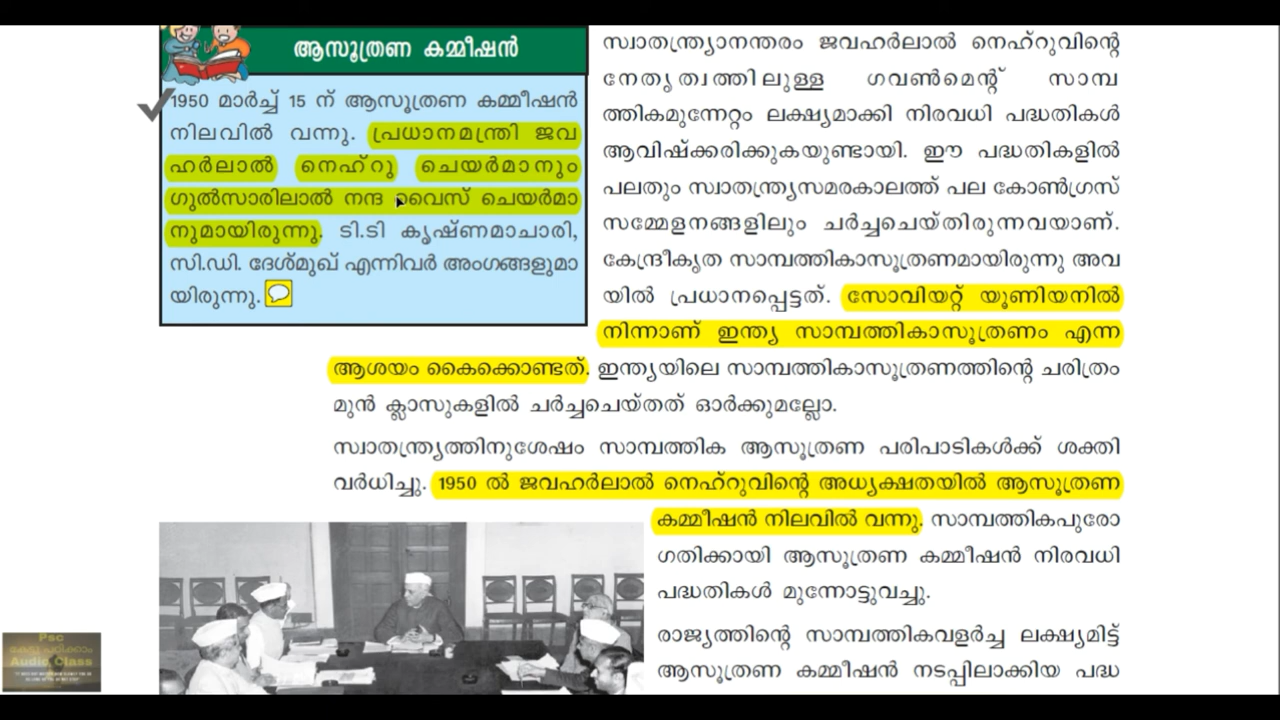 ആസൂത്രണ കമ്മീഷൻ
1950 മാർച്ച് 15 ന് ആസൂത്രണ കമ്മീഷൻ
നിലവിൽ വന്നു. പ്രധാനമന്ത്രി ജവ
ഹർലാൽ നെഹ്റു ചെയർമാനും
ഗുൽസാരിലാൽ നന്ദ വൈസ് ചെയർമാ
നുമായിരുന്നു. ടി.ടി കൃഷ്ണമാചാരി,
സി.ഡി. ദേശ്മുഖ് എന്നിവർ അംഗങ്ങളുമാ
യിരുന്നു.
സ്വാതന്ത്ര്യാനന്തരം ജവഹർലാൽ നെഹ്റുവിന്റെ
നേതൃത്വത്തിലുള്ള ഗവൺമെന്റ് സാമ്പ
ത്തികമുന്നേറ്റം ലക്ഷ്യമാക്കി നിരവധി പദ്ധതികൾ
ആവിഷ്ക്കരിക്കുകയുണ്ടായി. ഈ പദ്ധതികളിൽ
പലതും സ്വാതന്ത്ര്യസമരകാലത്ത് പല കോൺഗ്രസ്
സമ്മേളനങ്ങളിലും ചർച്ചചെയ്തിരുന്നവയാണ്.
കേന്ദ്രീകൃത സാമ്പത്തികാസൂത്രണമായിരുന്നു അവ
യിൽ പ്രധാനപ്പെട്ടത്. സോവിയറ്റ് യൂണിയനിൽ
നിന്നാണ് ഇന്ത്യ സാമ്പത്തികാസൂത്രണം എന്ന
ആശയം കൈക്കൊണ്ടത്. ഇന്ത്യയിലെ സാമ്പത്തികാസൂത്രണത്തിന്റെ ചരിത്രം
മുൻ ക്ലാസുകളിൽ ചർച്ചചെയ്തത് ഓർക്കുമല്ലോ.
സ്വാതന്ത്ര്യത്തിനുശേഷം സാമ്പത്തിക ആസൂത്രണ പരിപാടികൾക്ക് ശക്തി
വർധിച്ചു. 1950 ൽ ജവഹർലാൽ നെഹ്റുവിന്റെ അധ്യക്ഷതയിൽ ആസൂത്രണ
കമ്മീഷൻ നിലവിൽ വന്നു. സാമ്പത്തികപുരോ
ഗതിക്കായി ആസൂത്രണ കമ്മീഷൻ നിരവധി
പദ്ധതികൾ മുന്നോട്ടുവച്ചു.
രാജ്യത്തിന്റെ സാമ്പത്തികവളർച്ച ലക്ഷ്യമിട്ട്
ആസൂത്രണ കമ്മീഷൻ നടപ്പിലാക്കിയ പദ്ധ
Psc
കേട്ടു പഠിക്കാം
Audio Class